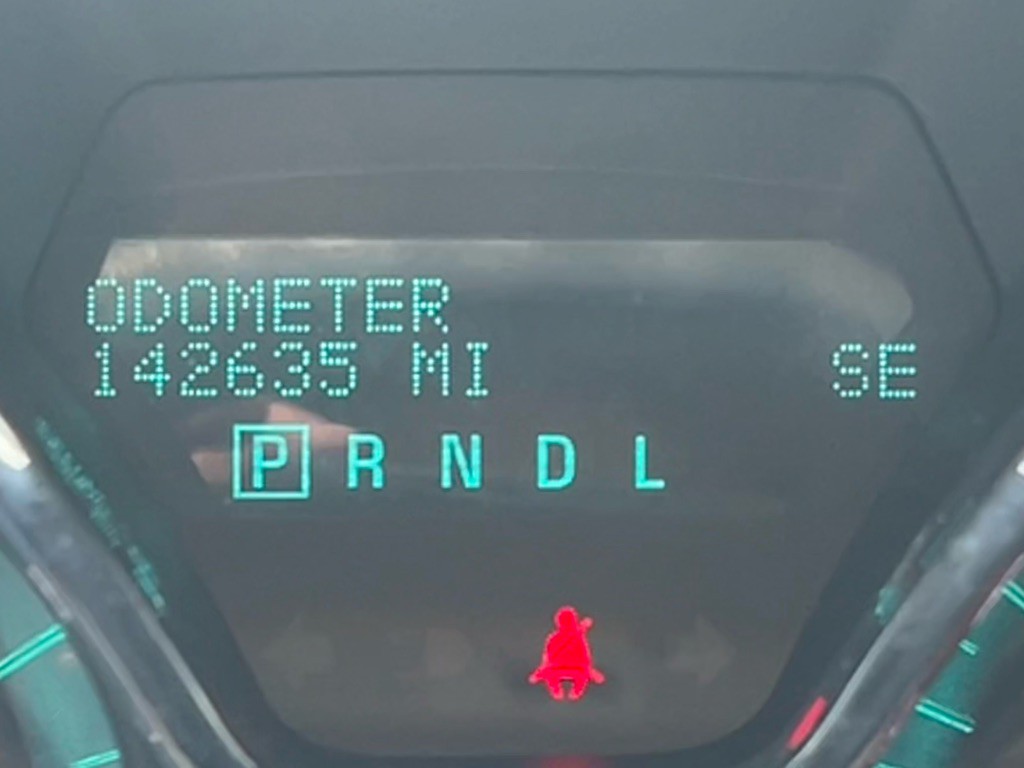 ODOMETER
142635 MI SE
P R N D L